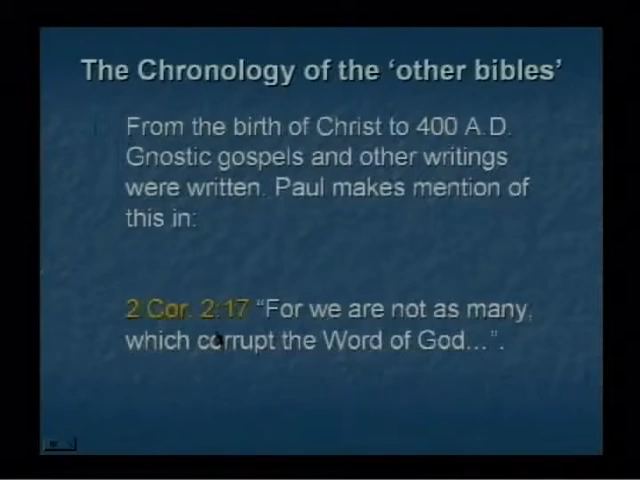 The Chronology of the ‘other bibles’
From the birth of Christ to 400 A.D.
Gnostic gospels and other writings
were written. Paul makes mention of
this in:
2 Cor. 2:17 “For we are not as many,
which corrupt the Word of God...”.